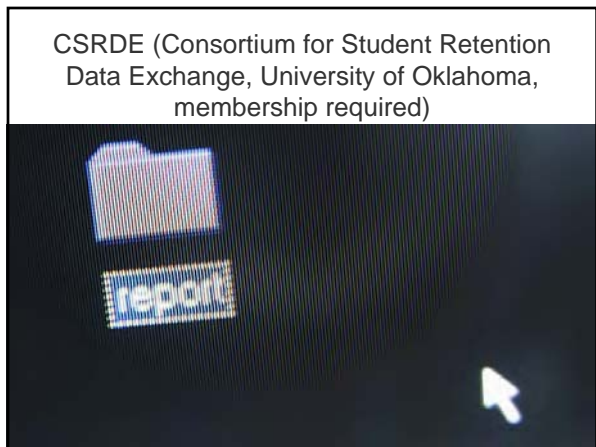 CSRDE (Consortium for Student Retention
Data Exchange, University of Oklahoma,
membership required)
report